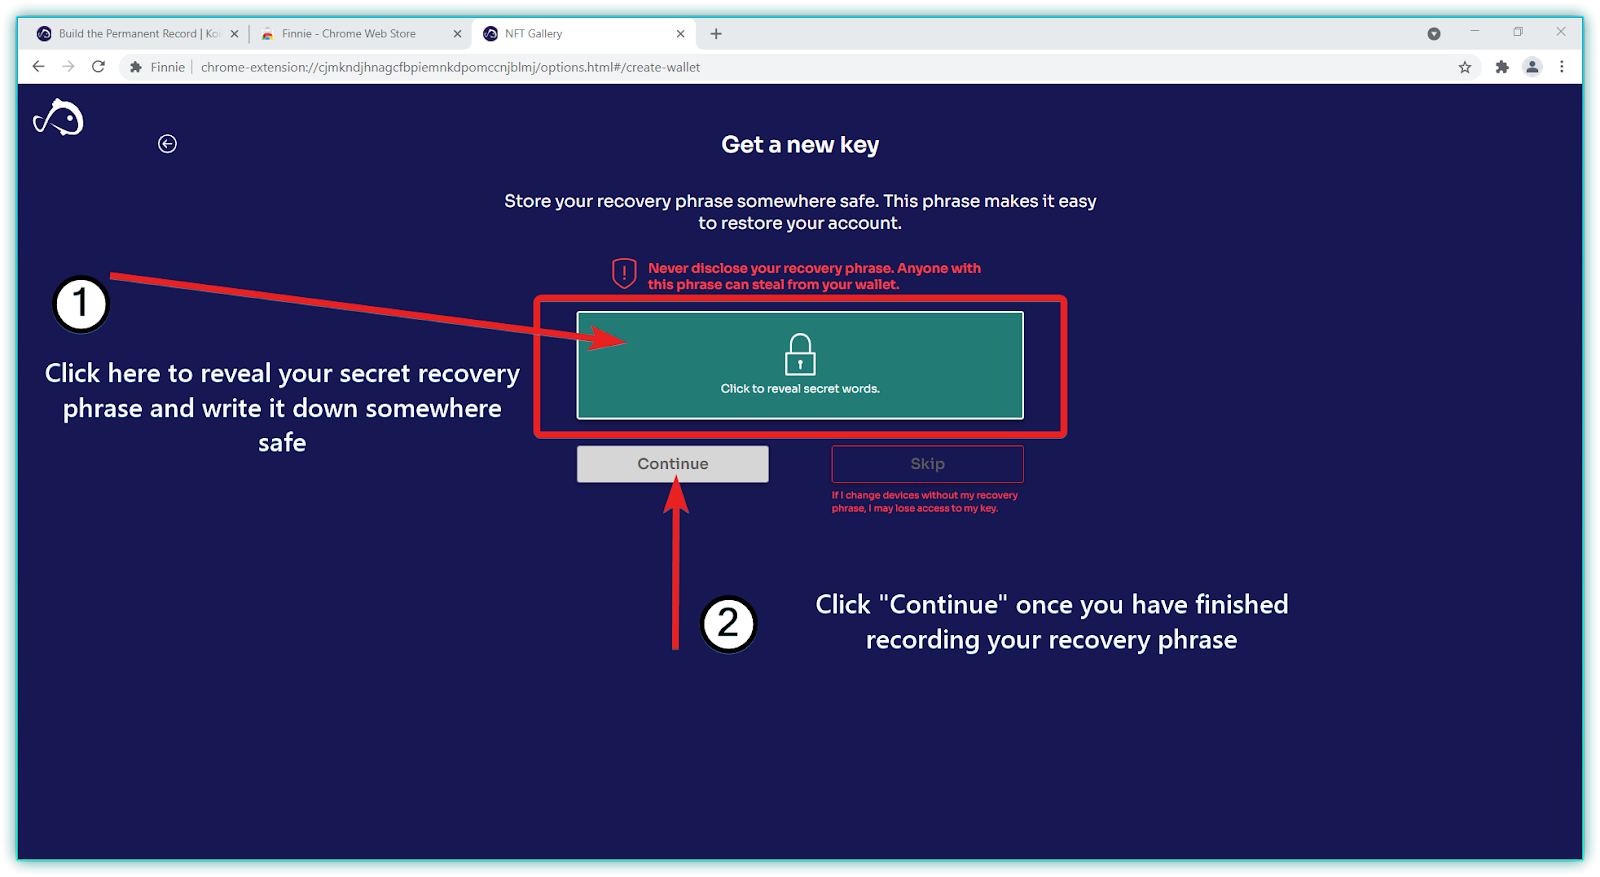 Build the Permanent Record | Ko
Finnie - Chrome Web Store
NFT Gallery
Finnie
chrome-extension://cjmkndjhnagcfbpiemnkdpomccnjblmj/options.html#/create-wallet
Get a new key
Store your recovery phrase somewhere safe. This phrase makes it easy
to restore your account.
Never disclose your recovery phrase. Anyone with
this phrase can steal from your wallet.
1
Click here to reveal your secret recovery
phrase and write it down somewhere
safe
Click to reveal secret words.
Continue
Skip
If I change devices without my recovery
phrase, I may lose access to my key.
2
Click "Continue" once you have finished
recording your recovery phrase